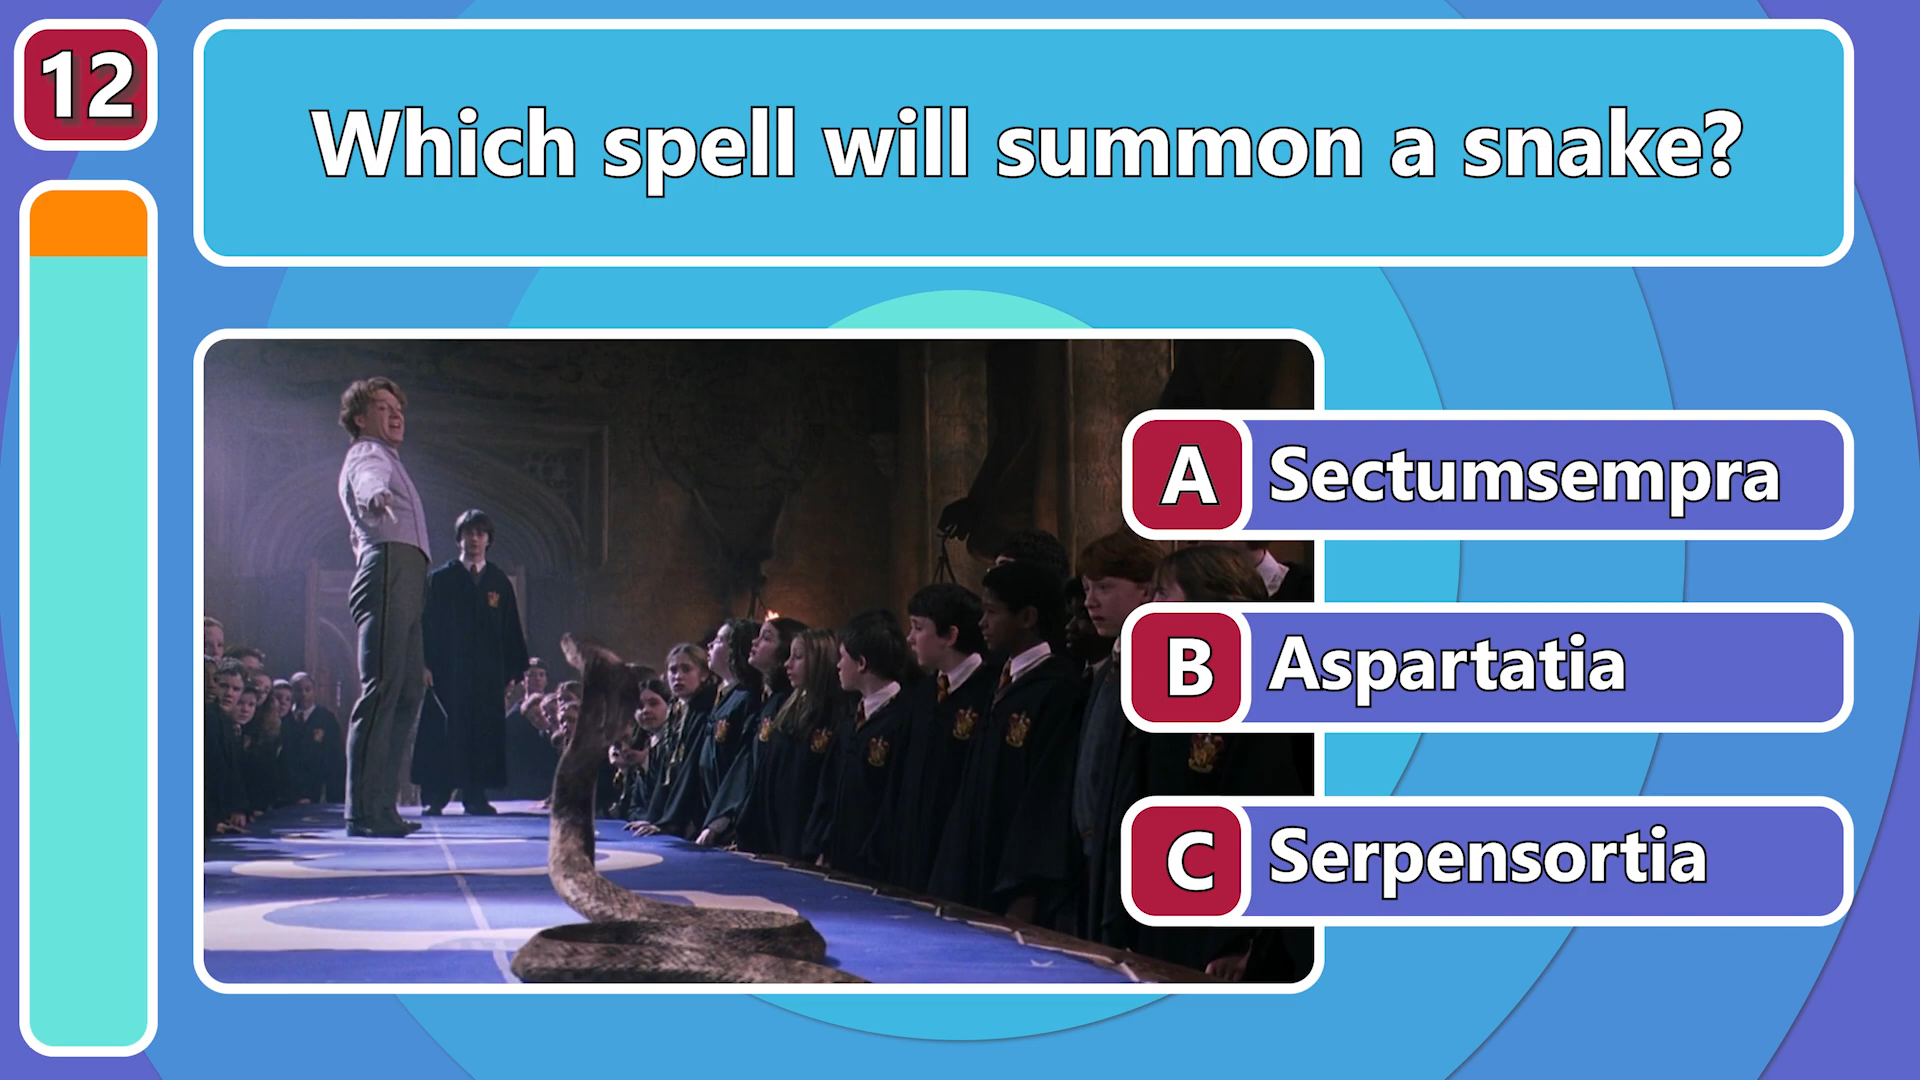 12
Which spell will summon a snake?
A Sectumsempra
B Aspartatia
C Serpensortia